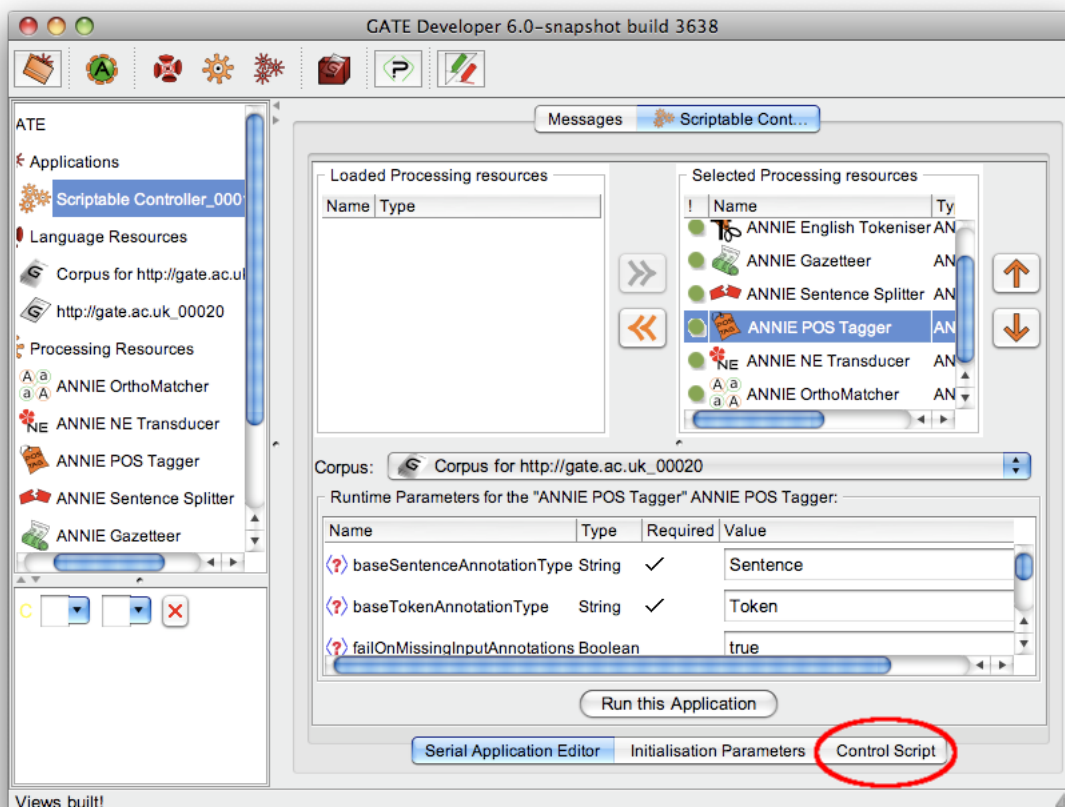 GATE Developer 6.0-snapshot build 3638
ATE
Applications
Scriptable Controller_000
Language Resources
Corpus for http://gate.ac.uk
http://gate.ac.uk_00020
Processing Resources
ANNIE OrthoMatcher
ANNIE NE Transducer
ANNIE POS Tagger
ANNIE Sentence Splitter
ANNIE Gazetteer
C
Messages
Scriptable Cont...
Loaded Processing resources
Name Type
Selected Processing resources
! Name Ty
ANNIE English Tokeniser AN
ANNIE Gazetteer AN
ANNIE Sentence Splitter AN
ANNIE POS Tagger AN
ANNIE NE Transducer AN
ANNIE OrthoMatcher AN
Corpus: Corpus for http://gate.ac.uk_00020
Runtime Parameters for the "ANNIE POS Tagger" ANNIE POS Tagger:
Name Type Required Value
<?> baseSentenceAnnotationType String ✓ Sentence
<?> baseTokenAnnotationType String ✓ Token
<?> failOnMissingInputAnnotations Boolean true
Run this Application
Serial Application Editor Initialisation Parameters Control Script
Views built!